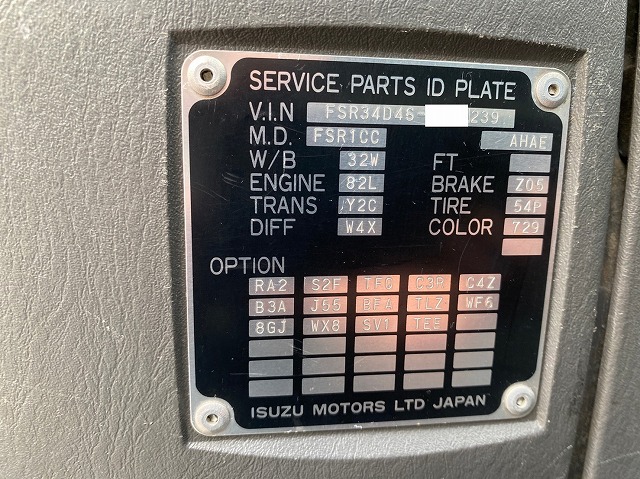 SERVICE PARTS ID PLATE
V.I.N FSR34D4S 239
M.D. FSR1CC AHAE
W/B 32W FT
ENGINE 82L BRAKE Z05
TRANS Y2C TIRE 54P
DIFF W4X COLOR 729
OPTION
RA2 S2F TF0 C9P C4Z
B3A J55 BFA TLZ WF6
8GJ WX8 SV1 TE5
ISUZU MOTORS LTD JAPAN